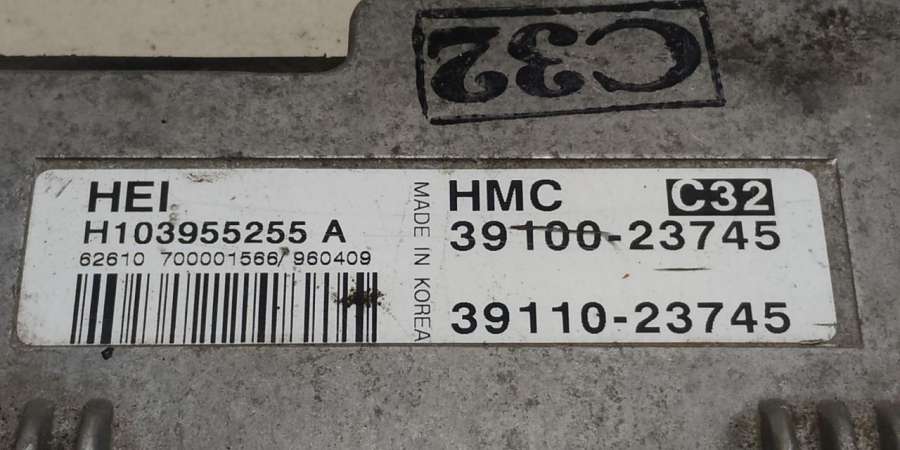 C32
HEI
H103955255 A
62610 700001566/ 960409
MADE IN KOREA
HMC C32
39100-23745
39110-23745